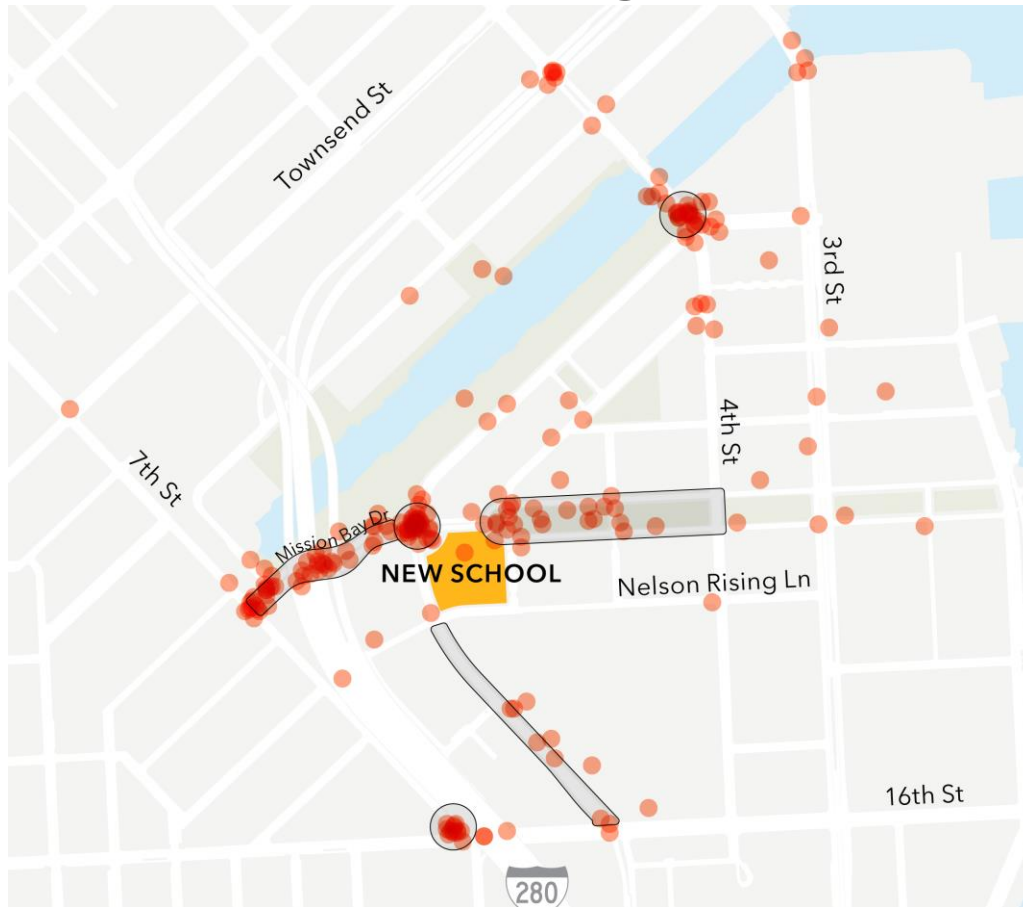 Townsend St
3rd St
4th St
7th St
Mission Bay Dr
NEW SCHOOL
Nelson Rising Ln
16th St
280